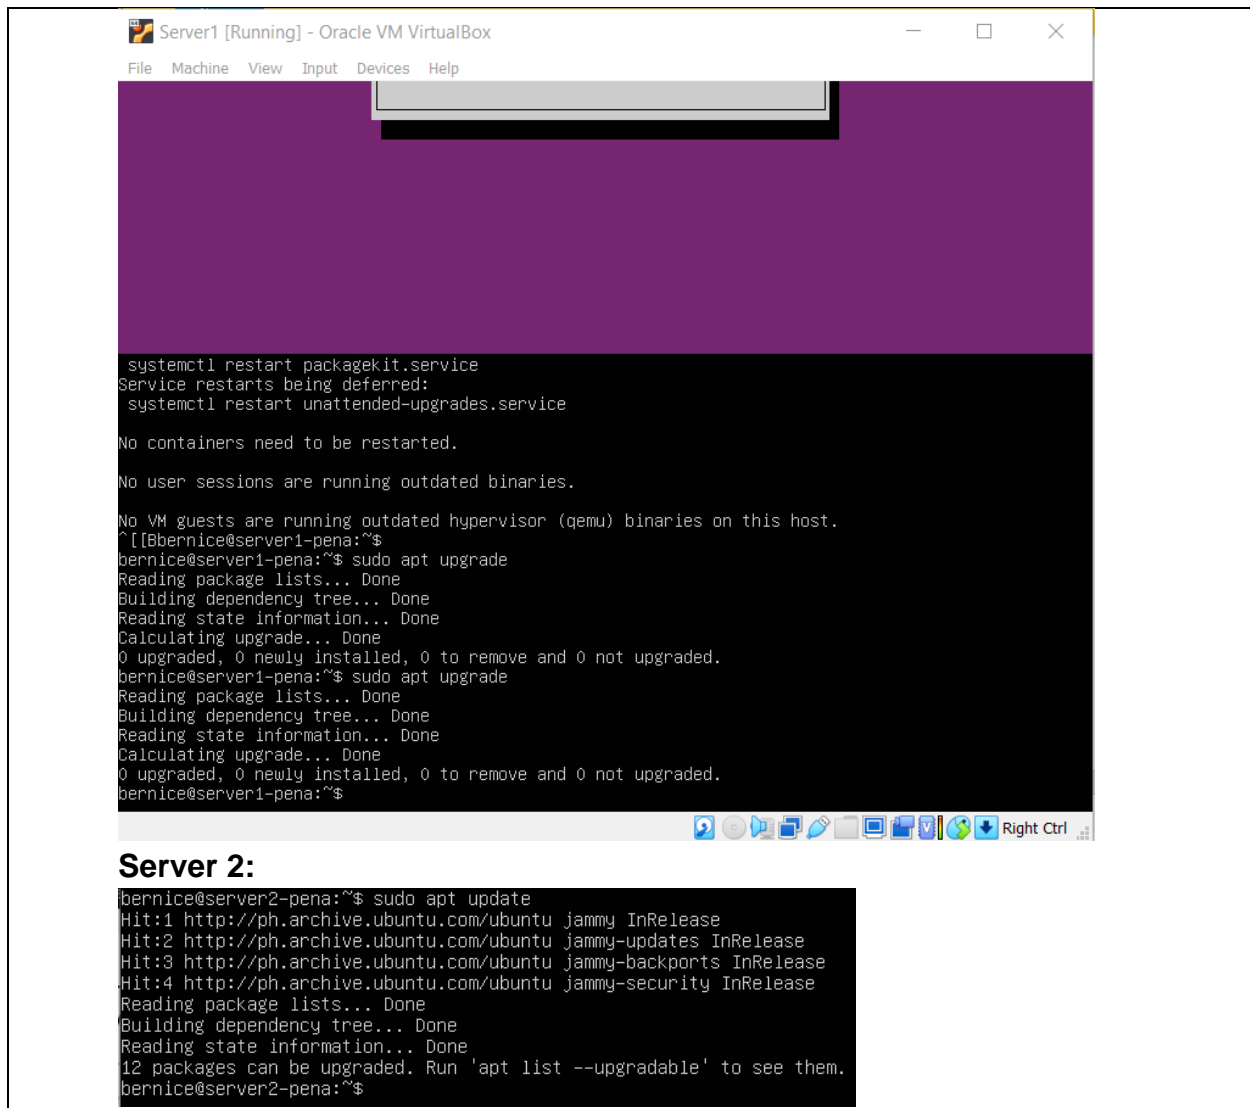 Server1 [Running] - Oracle VM VirtualBox
File Machine View Input Devices Help
systemctl restart packagekit.service
Service restarts being deferred:
systemctl restart unattended-upgrades.service
No containers need to be restarted.
No user sessions are running outdated binaries.
No VM guests are running outdated hypervisor (qemu) binaries on this host.
^[[Bbernice@server1-pena:~$
bernice@server1-pena:~$ sudo apt upgrade
Reading package lists... Done
Building dependency tree... Done
Reading state information... Done
Calculating upgrade... Done
0 upgraded, 0 newly installed, 0 to remove and 0 not upgraded.
bernice@server1-pena:~$ sudo apt upgrade
Reading package lists... Done
Building dependency tree... Done
Reading state information... Done
Calculating upgrade... Done
0 upgraded, 0 newly installed, 0 to remove and 0 not upgraded.
bernice@server1-pena:~$
Right Ctrl
Server 2:
bernice@server2-pena:~$ sudo apt update
Hit:1 http://ph.archive.ubuntu.com/ubuntu jammy InRelease
Hit:2 http://ph.archive.ubuntu.com/ubuntu jammy-updates InRelease
Hit:3 http://ph.archive.ubuntu.com/ubuntu jammy-backports InRelease
Hit:4 http://ph.archive.ubuntu.com/ubuntu jammy-security InRelease
Reading package lists... Done
Building dependency tree... Done
Reading state information... Done
12 packages can be upgraded. Run 'apt list --upgradable' to see them.
bernice@server2-pena:~$